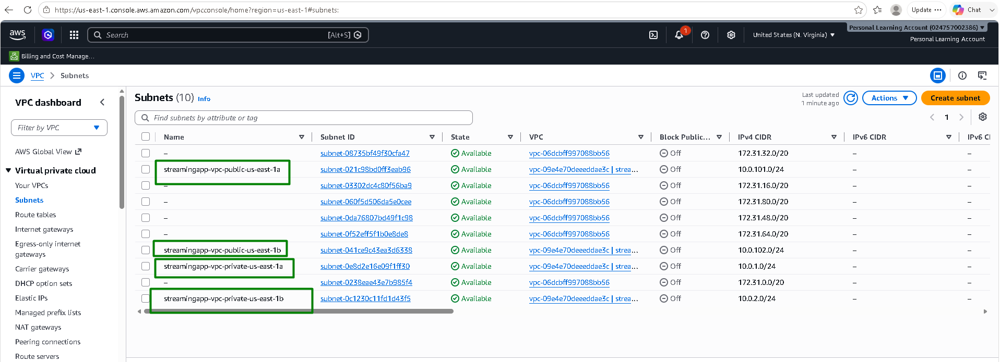 https://us-east-1.console.aws.amazon.com/vpcconsole/home?region=us-east-1#subnets:
Update
Chat
aws
Search
[Alt+S]
1
United States (N. Virginia)
Personal Learning Account (024757002386)
Personal Learning Account
Billing and Cost Manage...
VPC
Subnets
VPC dashboard
Filter by VPC
AWS Global View
Virtual private cloud
Your VPCs
Subnets
Route tables
Internet gateways
Egress-only internet
gateways
Carrier gateways
DHCP option sets
Elastic IPs
Managed prefix lists
NAT gateways
Peering connections
Route servers
Subnets (10) Info
Last updated
1 minute ago
Actions
Create subnet
Find subnets by attribute or tag
1
Name Subnet ID State VPC Block Public... IPv4 CIDR IPv6 CIDR IPv6 CI
– subnet-08735bf49f30cfa47 Available vpc-06dcbff997088bb56 Off 172.31.32.0/20 – –
streamingapp-vpc-public-us-east-1a subnet-021c98bd0ff3eab96 Available vpc-09e4e70deeeddae3c | strea... Off 10.0.101.0/24 – –
– subnet-03302dc4c80f56ba9 Available vpc-06dcbff997088bb56 Off 172.31.16.0/20 – –
– subnet-060f5d506da5e0cee Available vpc-06dcbff997088bb56 Off 172.31.80.0/20 – –
– subnet-0da76807bd49f1c98 Available vpc-06dcbff997088bb56 Off 172.31.48.0/20 – –
– subnet-0f52eff5f1b0e8de8 Available vpc-06dcbff997088bb56 Off 172.31.64.0/20 – –
streamingapp-vpc-public-us-east-1b subnet-041ce9c43ea3d6338 Available vpc-09e4e70deeeddae3c | strea... Off 10.0.102.0/24 – –
streamingapp-vpc-private-us-east-1a subnet-0e8d2e16e09f1ff30 Available vpc-09e4e70deeeddae3c | strea... Off 10.0.1.0/24 – –
– subnet-0238eae43e7b985f4 Available vpc-06dcbff997088bb56 Off 172.31.0.0/20 – –
streamingapp-vpc-private-us-east-1b subnet-0c1230c11fd1d43f5 Available vpc-09e4e70deeeddae3c | strea... Off 10.0.2.0/24 – –